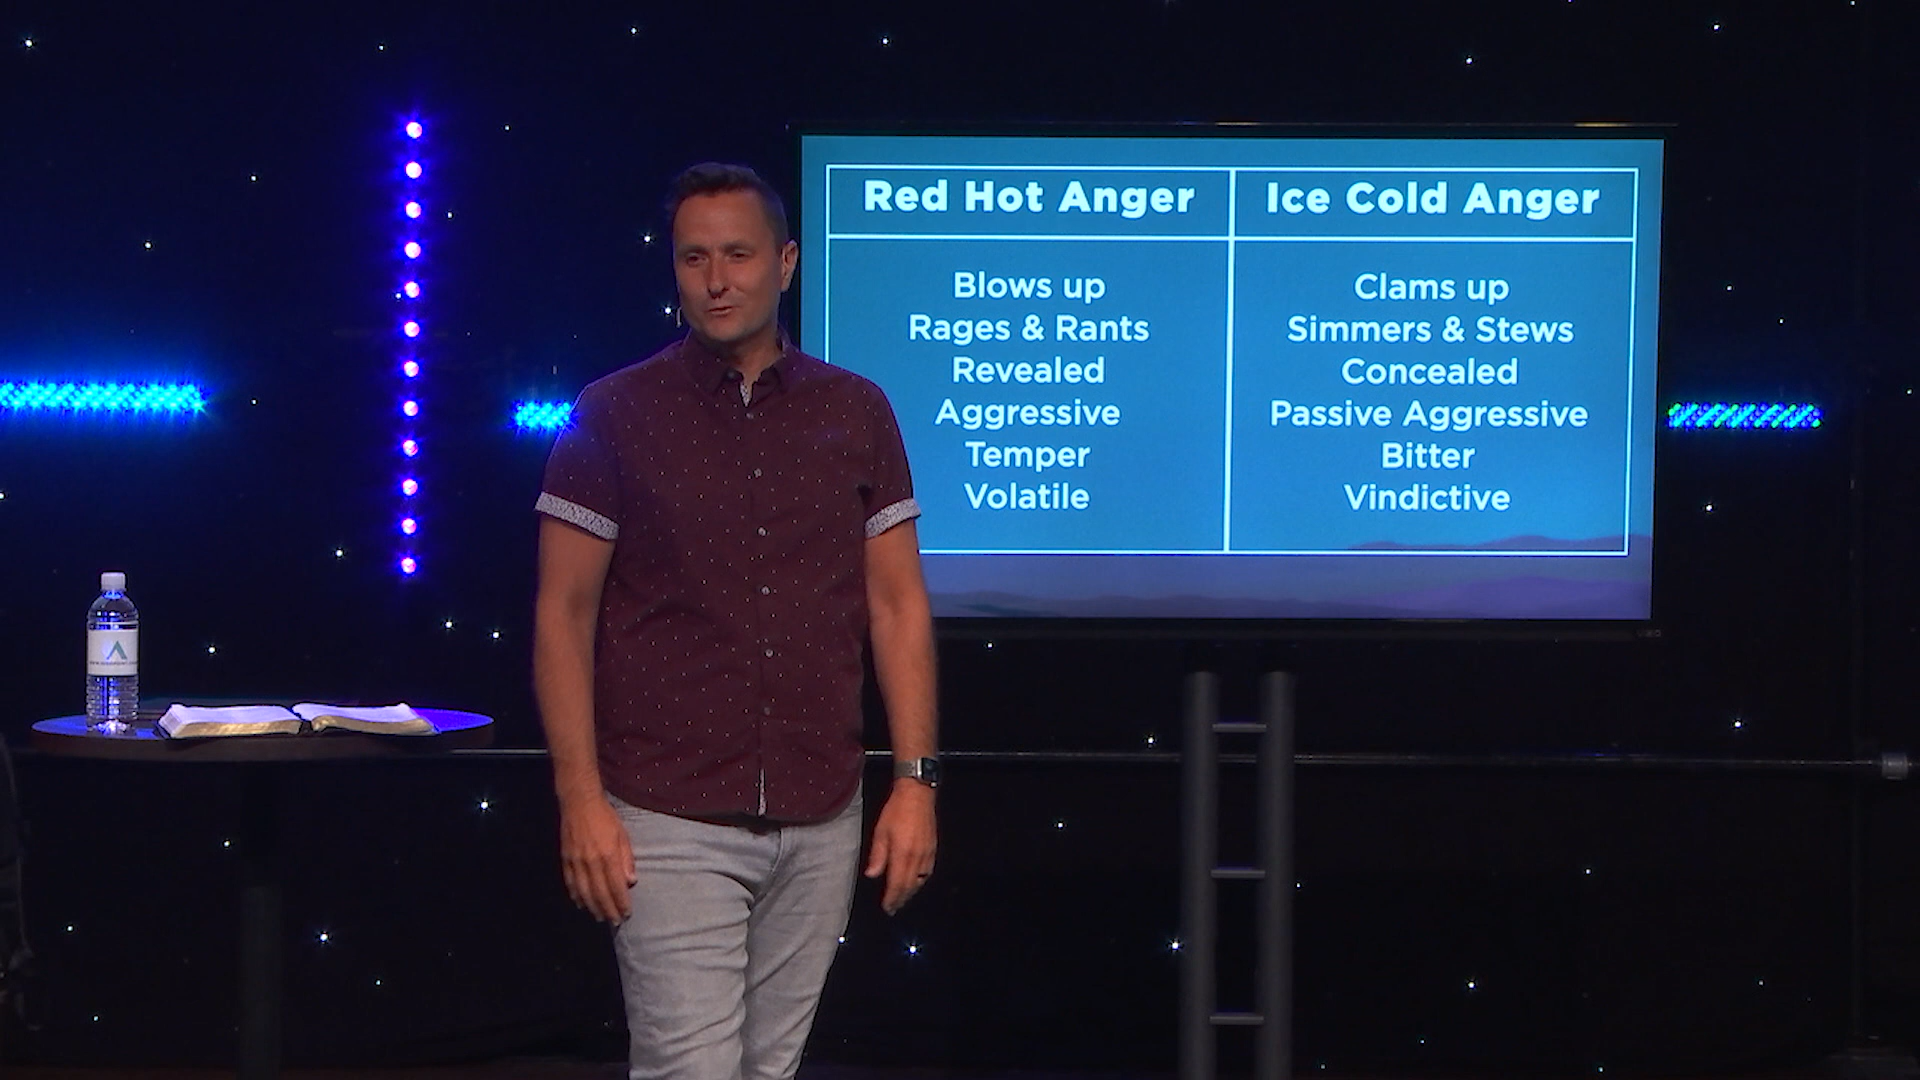 Red Hot Anger
Blows up
Rages & Rants
Revealed
Aggressive
Temper
Volatile
Ice Cold Anger
Clams up
Simmers & Stews
Concealed
Passive Aggressive
Bitter
Vindictive